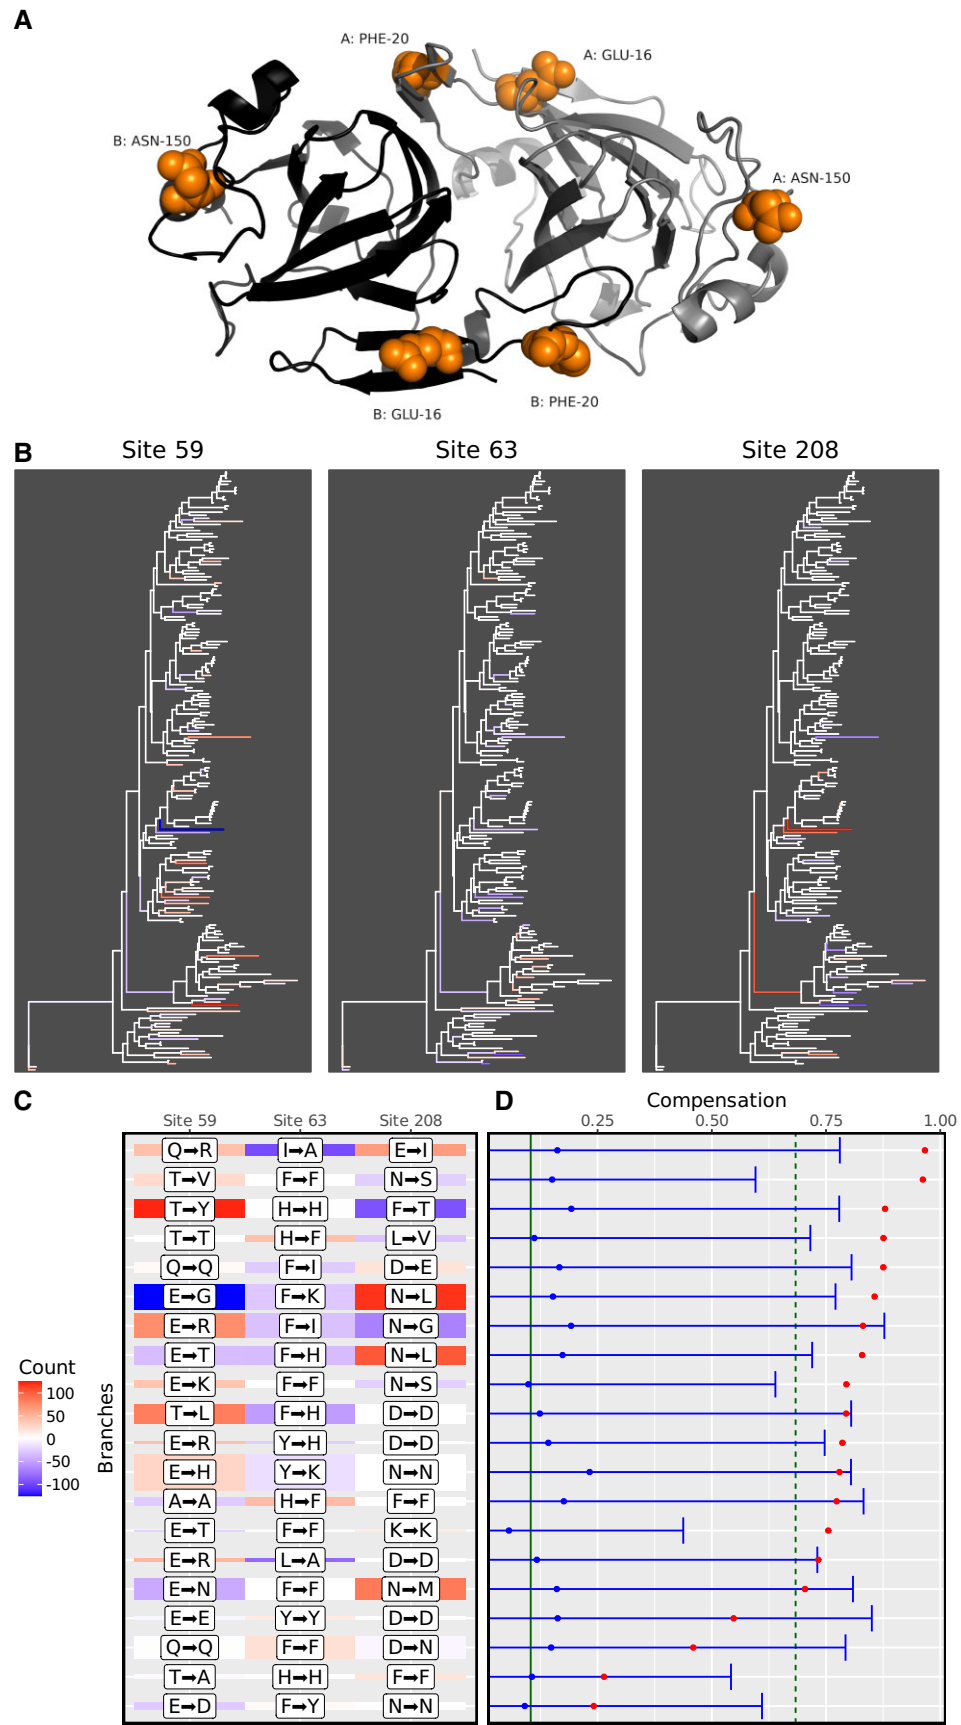 A
A: PHE-20
A: GLU-16
B: ASN-150
A: ASN-150
B: PHE-20
B: GLU-16
B
Site 59
Site 63
Site 208
C
D
Compensation
Site 59
Site 63
Site 208
0.25
0.50
0.75
1.00
Q➡R I➡A E➡I
T➡V F➡F N➡S
T➡Y H➡H F➡T
T➡T H➡F L➡V
Q➡Q F➡I D➡E
E➡G F➡K N➡L
E➡R F➡I N➡G
E➡T F➡H N➡L
E➡K F➡F N➡S
T➡L F➡H D➡D
E➡R Y➡H D➡D
E➡H Y➡K N➡N
A➡A H➡F F➡F
E➡T F➡F K➡K
E➡R L➡A D➡D
E➡N F➡F N➡M
E➡E Y➡Y D➡D
Q➡Q F➡F D➡N
T➡A H➡H F➡F
E➡D F➡Y N➡N
Branches
Count
100
50
0
-50
-100